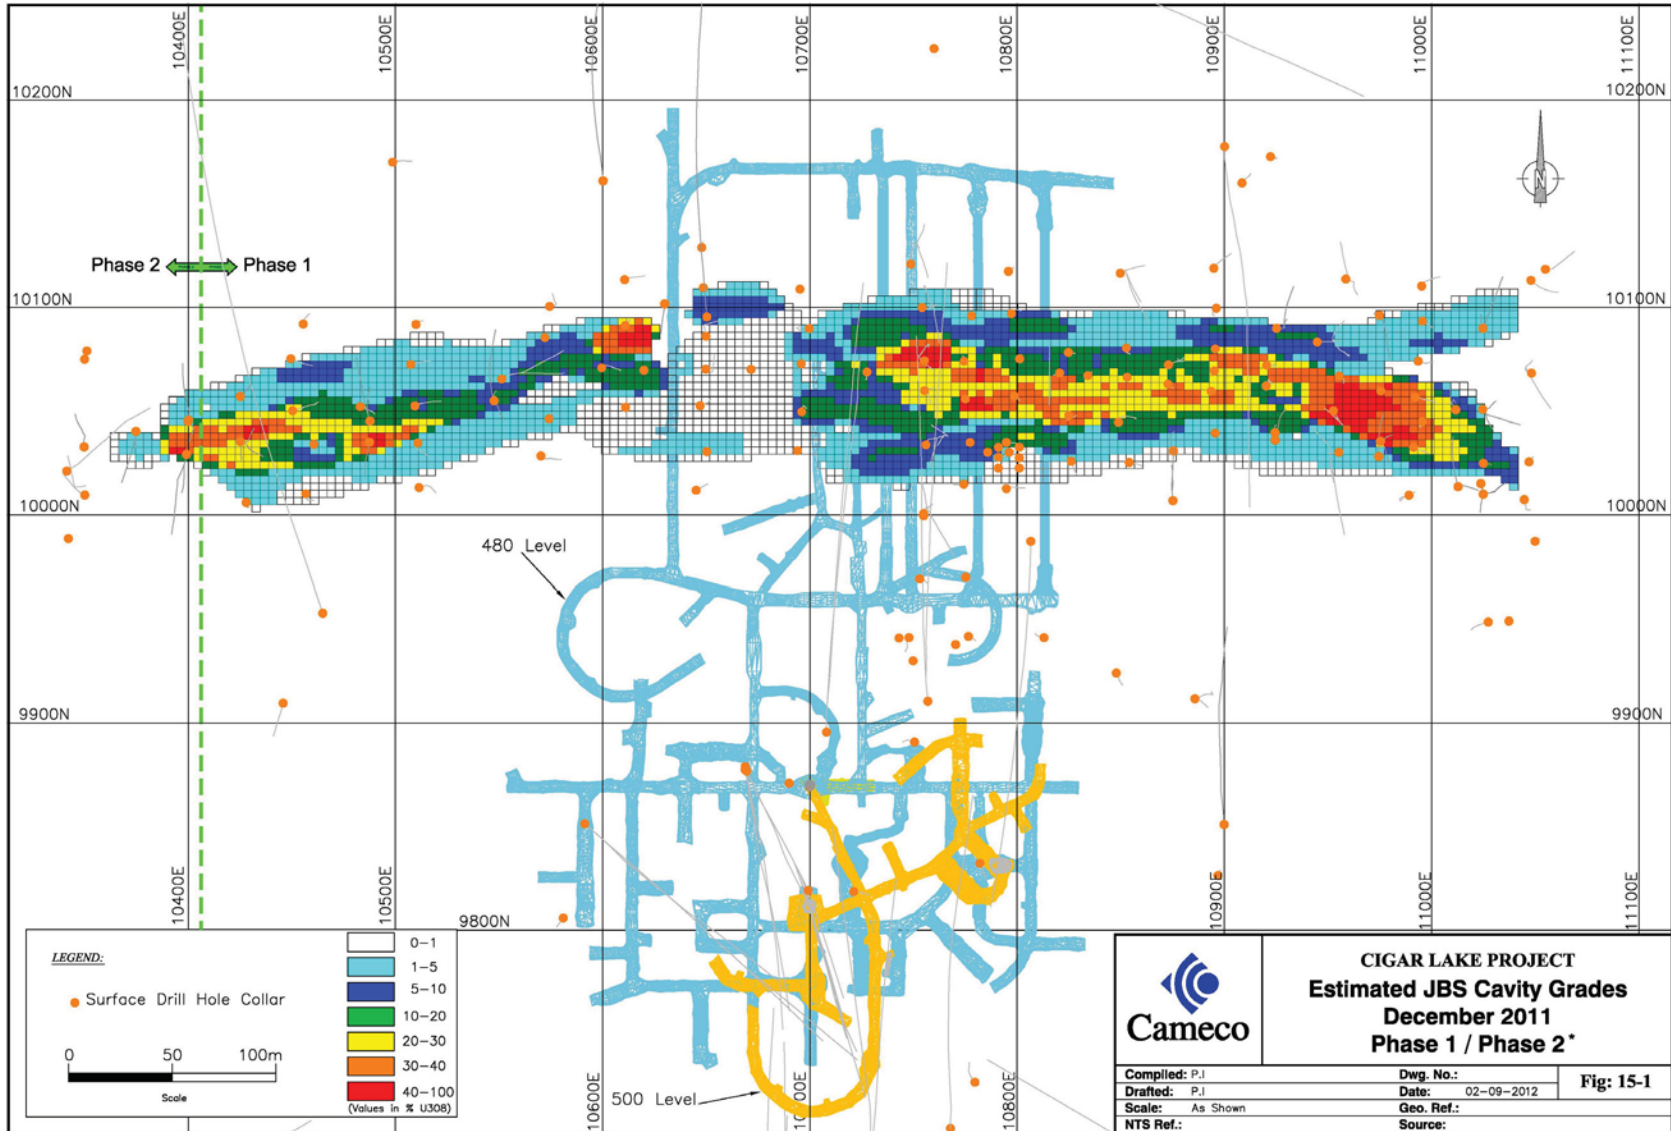 10400E
10500E
10600E
10700E
10800E
10900E
11000E
11100E
10200N
10200N
Phase 2
Phase 1
10100N
10100N
10000N
10000N
480 Level
9900N
9900N
10400E
10500E
10900E
11000E
11100E
9800N
LEGEND:
Surface Drill Hole Collar
0 50 100m
Scale
0-1
1-5
5-10
10-20
20-30
30-40
40-100
(Values in % U308)
500 Level
10600E
10700E
10800E
N
Cameco
CIGAR LAKE PROJECT
Estimated JBS Cavity Grades
December 2011
Phase 1 / Phase 2*
Compiled: P.I
Dwg. No.:
Drafted: P.I
Date: 02-09-2012
Fig: 15-1
Scale: As Shown
Geo. Ref.:
NTS Ref.:
Source: